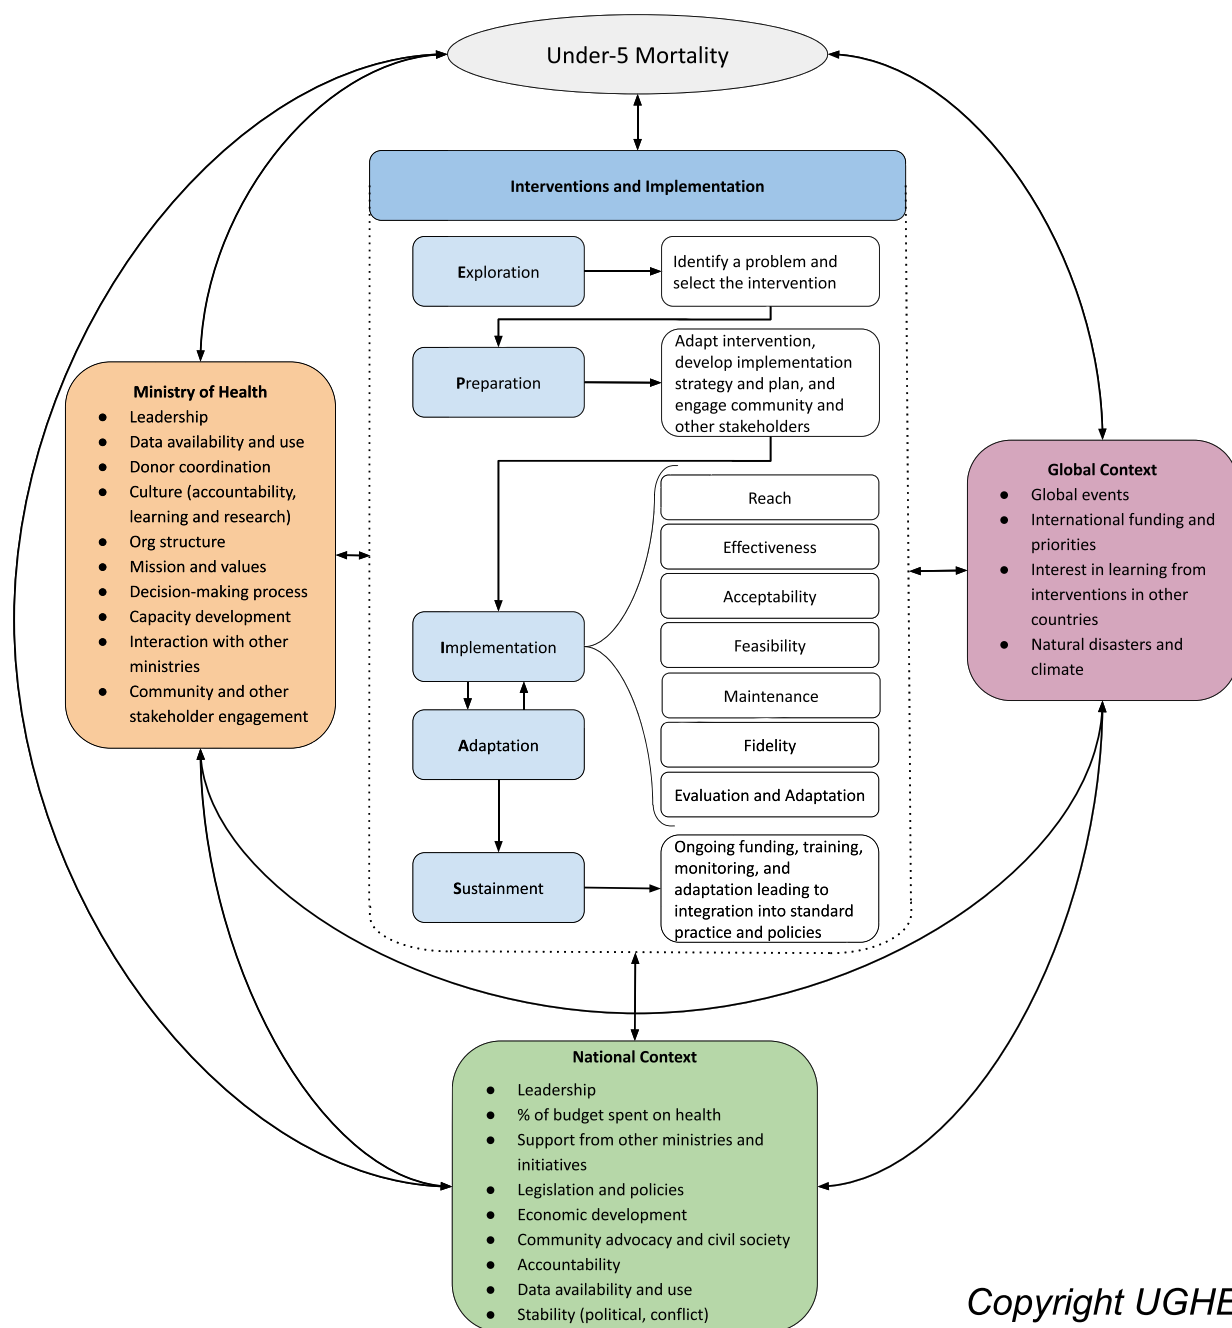 Under-5 Mortality
Interventions and Implementation
Exploration
Identify a problem and
select the intervention
Preparation
Adapt intervention,
develop implementation
strategy and plan, and
engage community and
other stakeholders
Ministry of Health
● Leadership
● Data availability and use
● Donor coordination
● Culture (accountability,
learning and research)
● Org structure
● Mission and values
● Decision-making process
● Capacity development
● Interaction with other
ministries
● Community and other
stakeholder engagement
Implementation
Adaptation
Reach
Effectiveness
Acceptability
Feasibility
Maintenance
Fidelity
Evaluation and Adaptation
Sustainment
Ongoing funding, training,
monitoring, and
adaptation leading to
integration into standard
practice and policies
Global Context
● Global events
● International funding and
priorities
● Interest in learning from
interventions in other
countries
● Natural disasters and
climate
National Context
● Leadership
● % of budget spent on health
● Support from other ministries and
initiatives
● Legislation and policies
● Economic development
● Community advocacy and civil society
● Accountability
● Data availability and use
● Stability (political, conflict)
Copyright UGHE